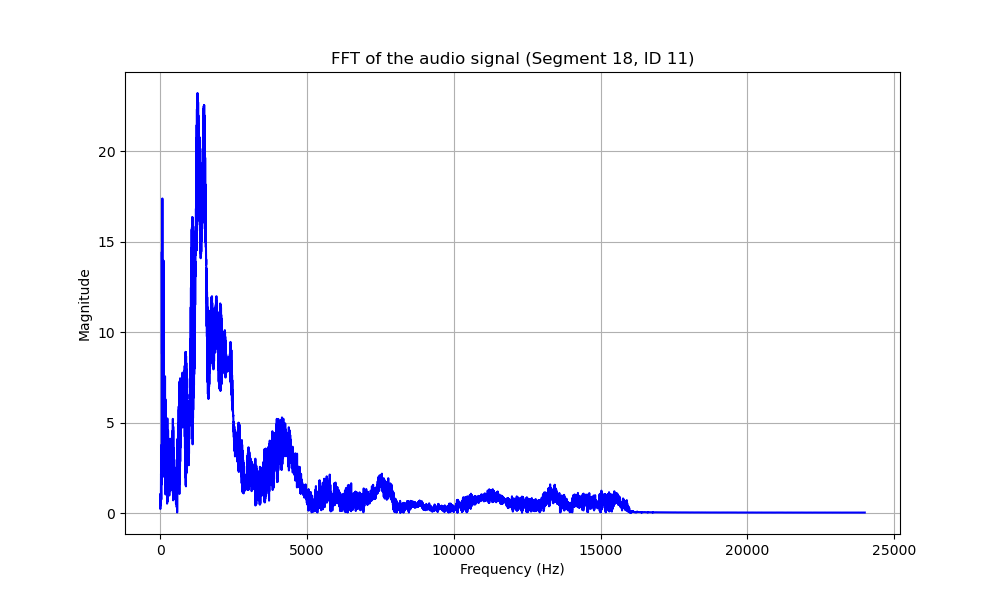 FFT of the audio signal (Segment 18, ID 11)
Magnitude
20
15
10
5
0
0 5000 10000 15000 20000 25000
Frequency (Hz)